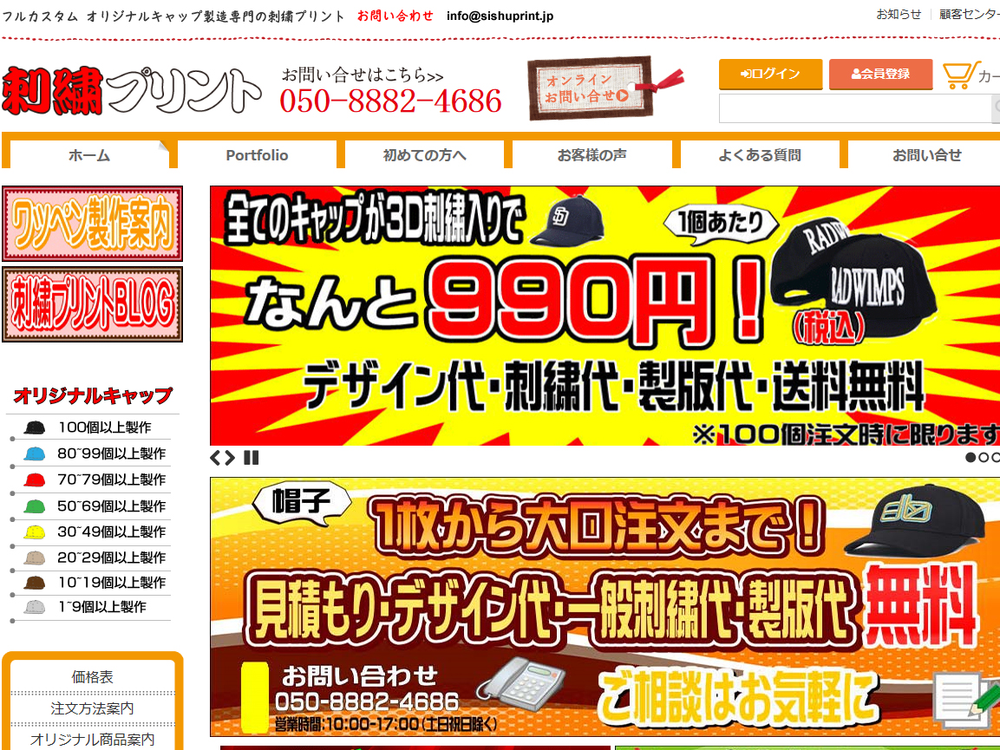 フルカスタム オリジナルキャップ製造専門の刺繍プリント お問い合わせ info@sishuprint.jp
お知らせ 顧客センター
刺繍プリント
お問い合せはこちら>>
050-8882-4686
オンライン
お問い合せ
ログイン
会員登録
カー
ホーム
Portfolio
初めての方へ
お客様の声
よくある質問
お問い合せ
ワッペン製作案内
刺繍プリントBLOG
オリジナルキャップ
100個以上製作
80~99個以上製作
70~79個以上製作
50~69個以上製作
30~49個以上製作
20~29個以上製作
10~19個以上製作
1~9個以上製作
価格表
注文方法案内
オリジナル商品案内
全てのキャップが3D刺繍入りで
SD
1個あたり
RADW
RADWIMPS
なんと990円!
(税込)
デザイン代・刺繍代・製版代・送料無料
※100個注文時に限ります
帽子
1枚から大口注文まで!
見積もり・デザイン代・一般刺繍代・製版代 無料
お問い合わせ
050-8882-4686
営業時間:10:00-17:00(土日祝日除く)
ご相談はお気軽に